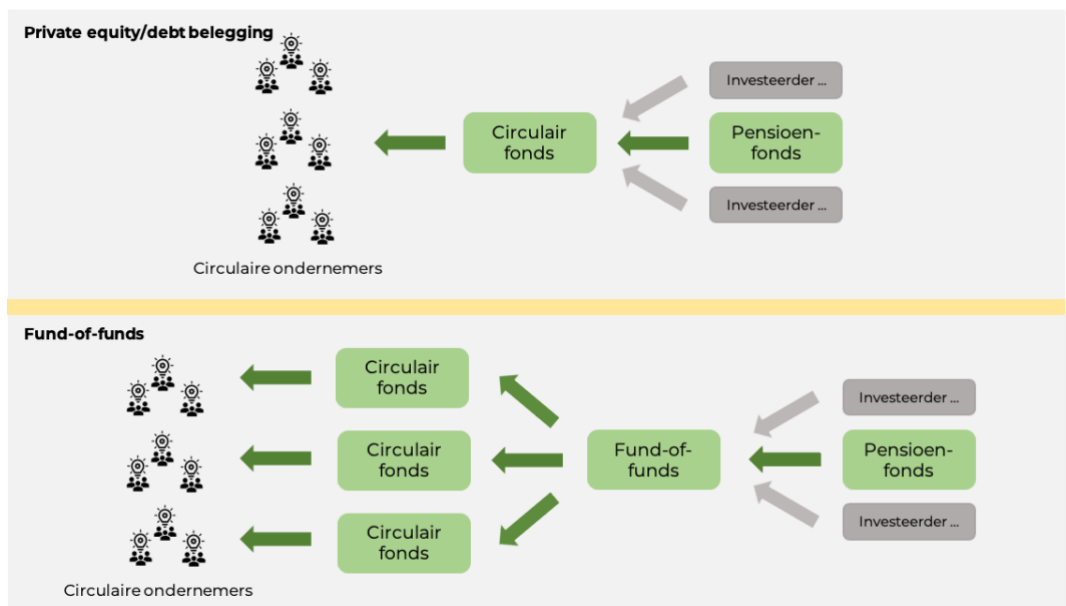 Private equity/debt belegging
Investeerder ...
Circulair
fonds
Pensioen-
fonds
Investeerder ...
Circulaire ondernemers
Fund-of-funds
Circulair
fonds
Investeerder ...
Circulair
fonds
Fund-of-
funds
Pensioen-
fonds
Circulair
fonds
Investeerder ...
Circulaire ondernemers